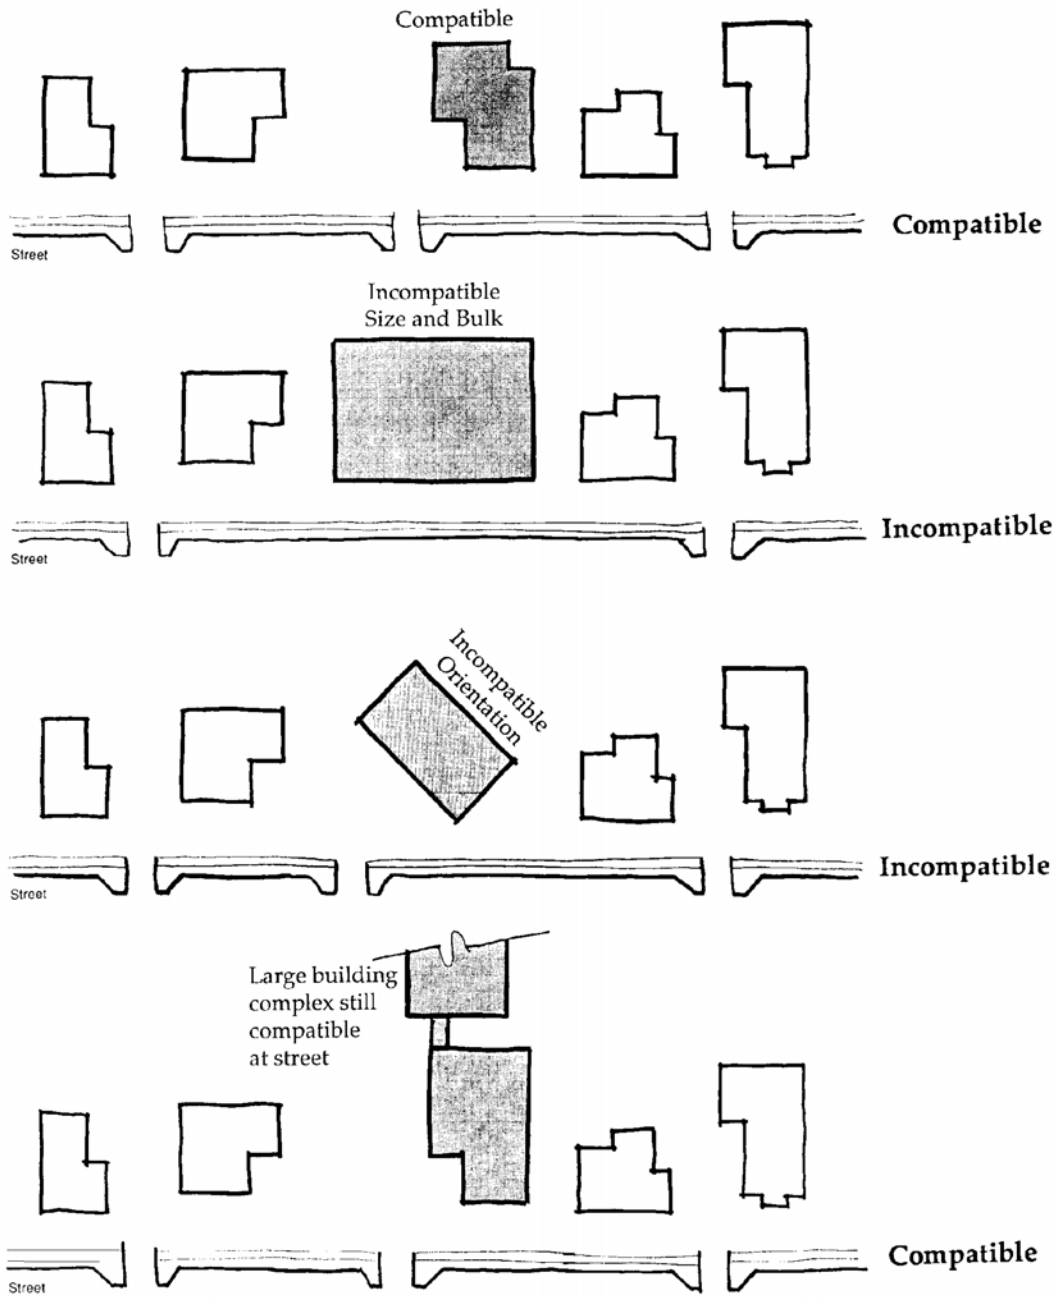 Compatible
Compatible
Street
Incompatible
Size and Bulk
Incompatible
Street
Incompatible
Orientation
Incompatible
Street
Large building
complex still
compatible
at street
Compatible
Street